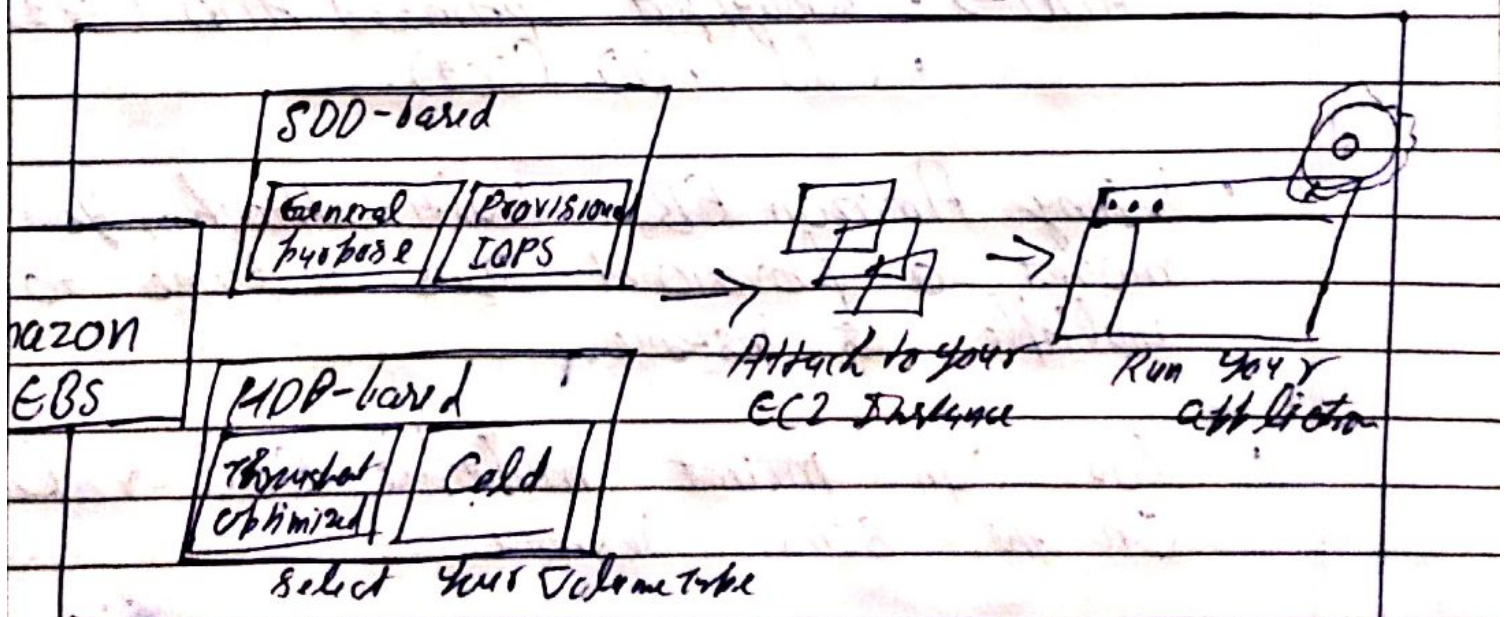 SDD-based
General
purpose
Provisioned
IOPS
mazon
EBS
HDD-based
optimized
Cold
Select your Volume Type
Attach to your
EC2 Instance
Run your
application